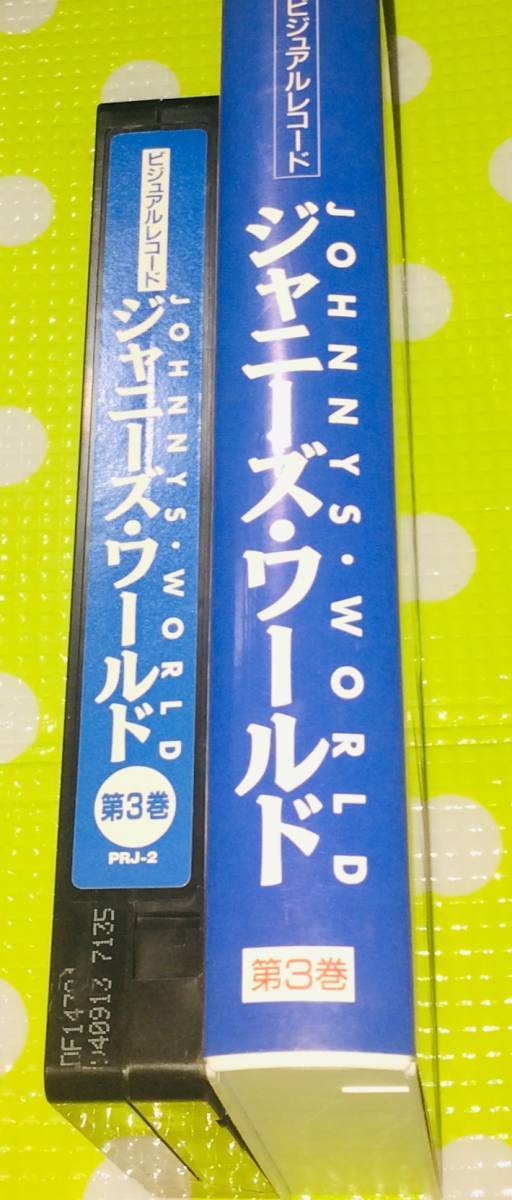 ビジュアルレコード
ジャニーズ・ワールド
JOHNNYS・WORLD
第3巻
PRJ-2
7135
ビジュアルレコード
ジャニーズ・ワールド
JOHNNYS・WORLD
第3巻